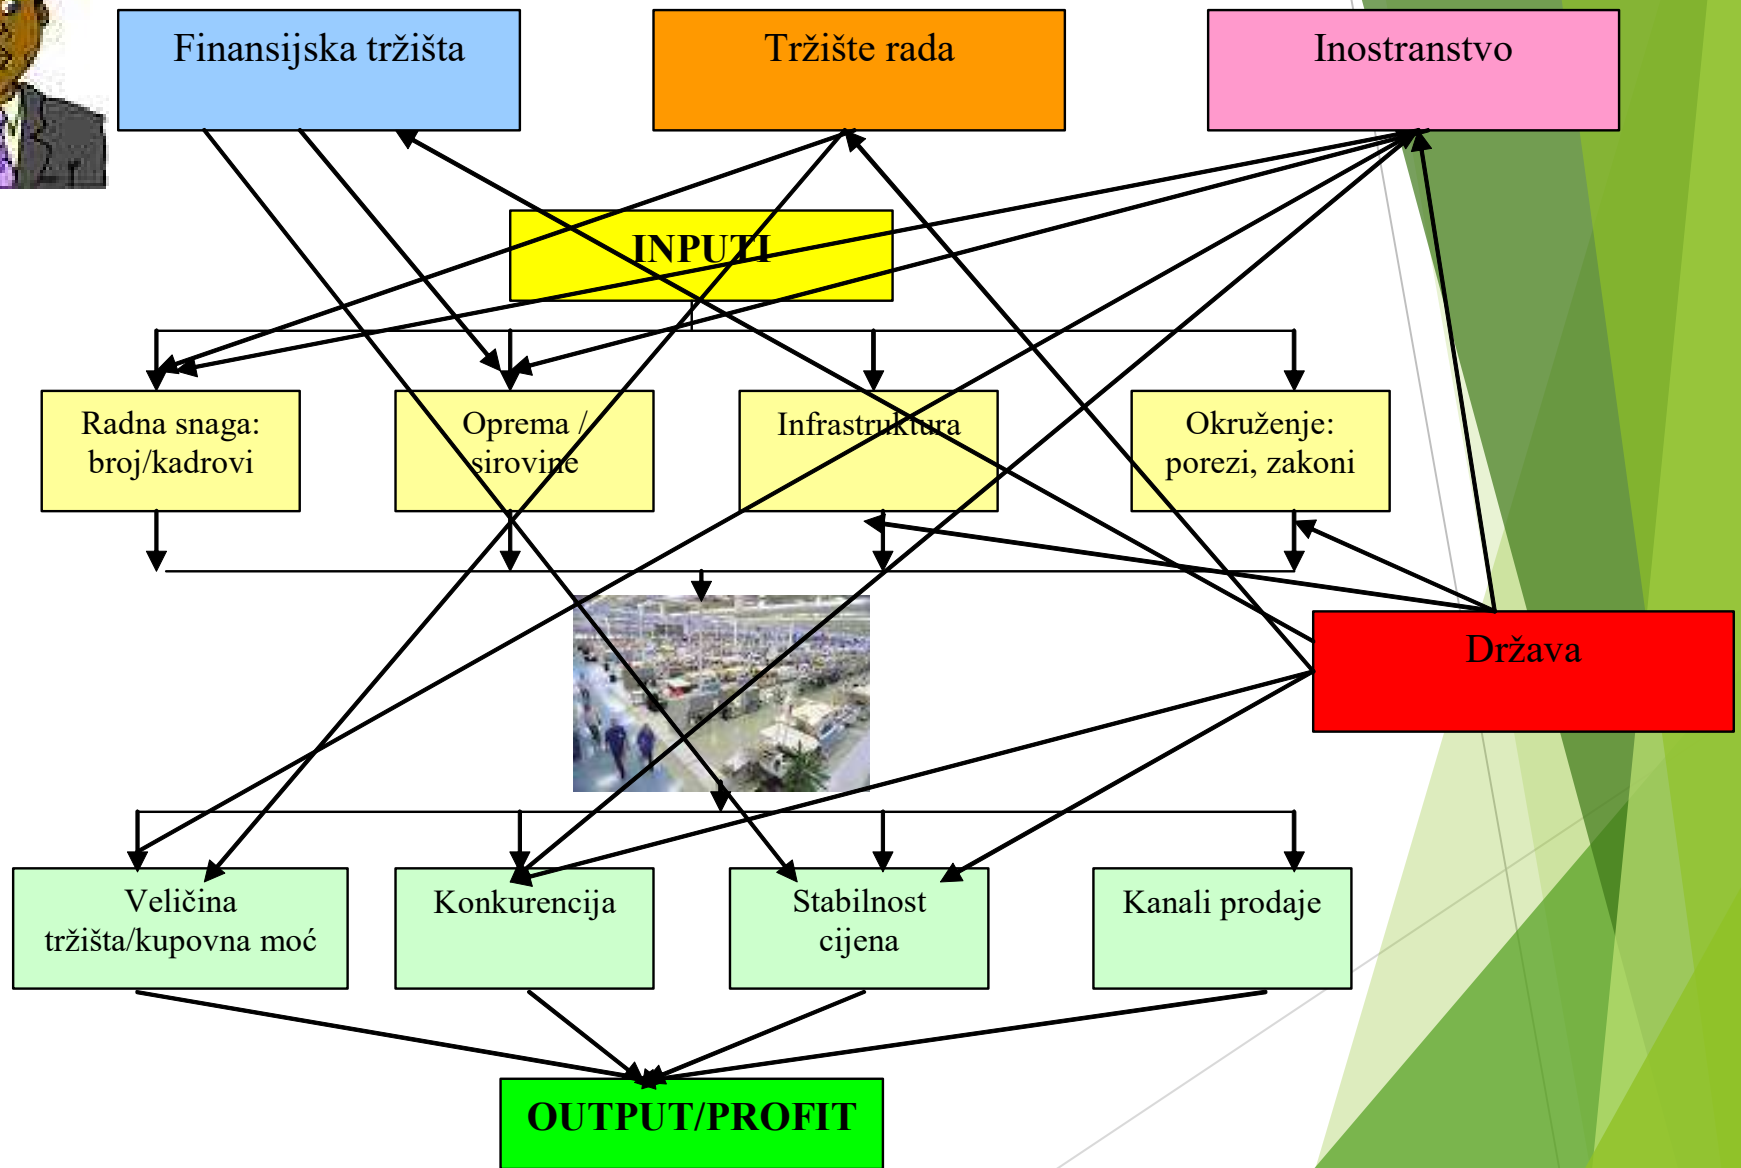 Finansijska tržišta
Tržište rada
Inostranstvo
INPUTI
Radna snaga:
broj/kadrovi
Oprema /
sirovine
Infrastruktura
Okruženje:
porezi, zakoni
Država
Veličina
tržišta/kupovna moć
Konkurencija
Stabilnost
cijena
Kanali prodaje
OUTPUT/PROFIT